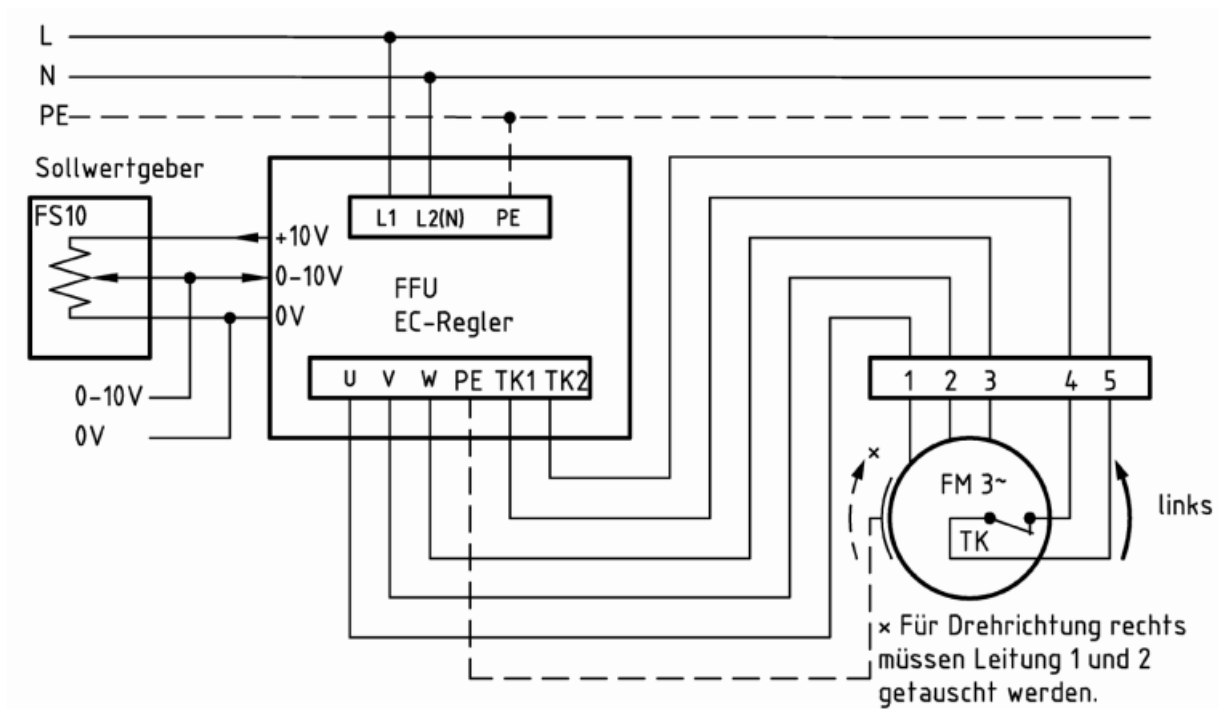 L
N
PE
Sollwertgeber
FS10
L1 L2(N) PE
+10V
0-10V
0V
FFU
EC-Regler
U V W PE TK1 TK2
0-10V
0V
1 2 3 4 5
×
FM 3~
TK
links
× Für Drehrichtung rechts
müssen Leitung 1 und 2
getauscht werden.